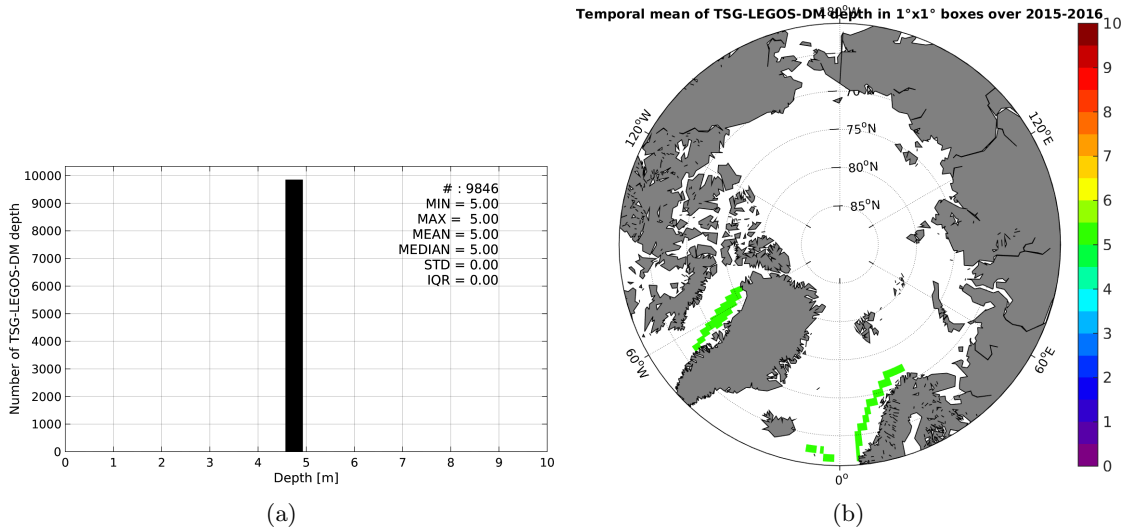 Temporal mean of TSG-LEGOS-DM depth in 1°x1° boxes over 2015-2016
Number of TSG-LEGOS-DM depth
10000
9000
8000
7000
6000
5000
4000
3000
2000
1000
0
# : 9846
MIN = 5.00
MAX = 5.00
MEAN = 5.00
MEDIAN = 5.00
STD = 0.00
IQR = 0.00
0 1 2 3 4 5 6 7 8 9 10
Depth [m]
(a)
180°W
120°W
120°E
75°N
80°N
85°N
60°W
60°E
0°
10
9
8
7
6
5
4
3
2
1
0
(b)